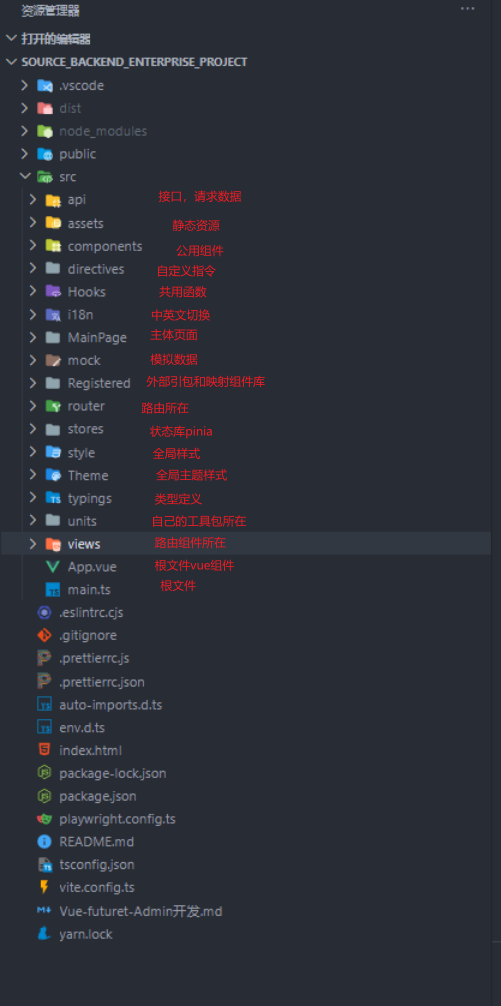 资源管理器
打开的编辑器
SOURCE_BACKEND_ENTERPRISE_PROJECT
.vscode
dist
node_modules
public
src
api 接口，请求数据
assets 静态资源
components 公用组件
directives 自定义指令
Hooks 共用函数
i18n 中英文切换
MainPage 主体页面
mock 模拟数据
Registered 外部引包和映射组件库
router 路由所在
stores 状态库pinia
style 全局样式
Theme 全局主题样式
typings 类型定义
units 自己的工具包所在
views 路由组件所在
App.vue 根文件vue组件
main.ts 根文件
.eslintrc.cjs
.gitignore
.prettierrc.js
.prettierrc.json
auto-imports.d.ts
env.d.ts
index.html
package-lock.json
package.json
playwright.config.ts
README.md
tsconfig.json
vite.config.ts
Vue-futuret-Admin开发.md
yarn.lock